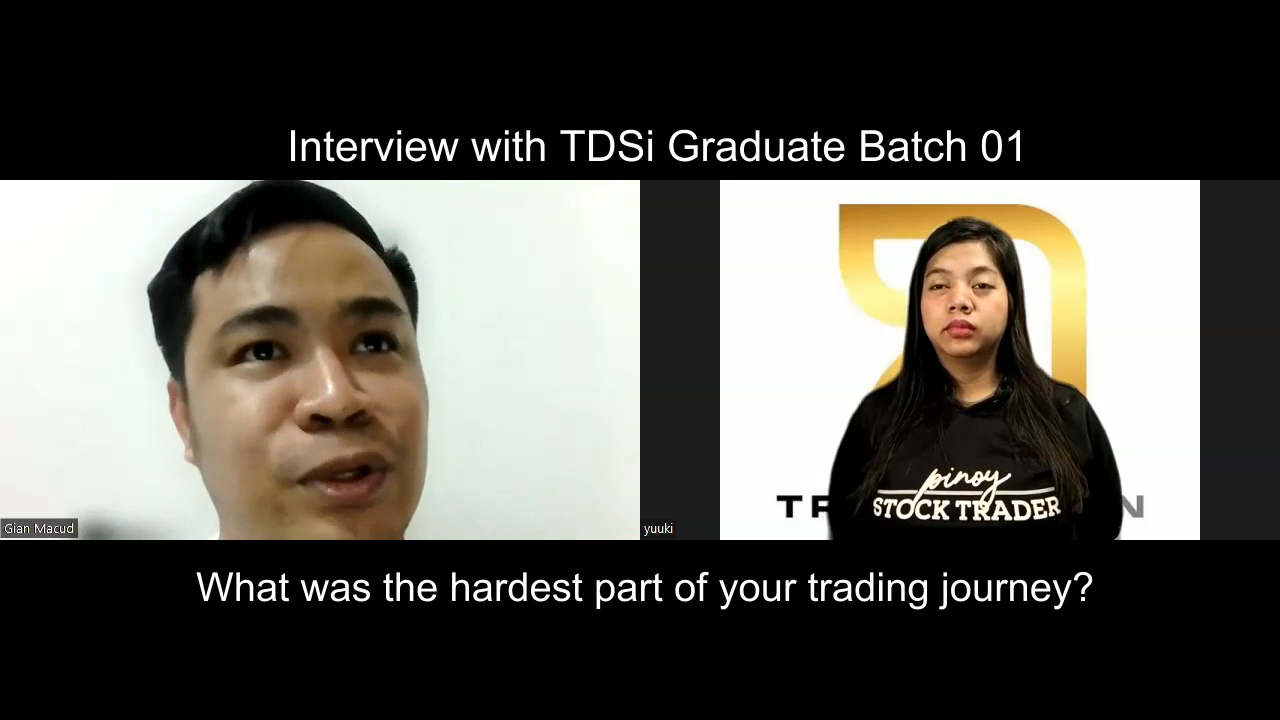 Interview with TDSi Graduate Batch 01
pinoy
STOCK TRADER
Gian Macud
yuuki
What was the hardest part of your trading journey?